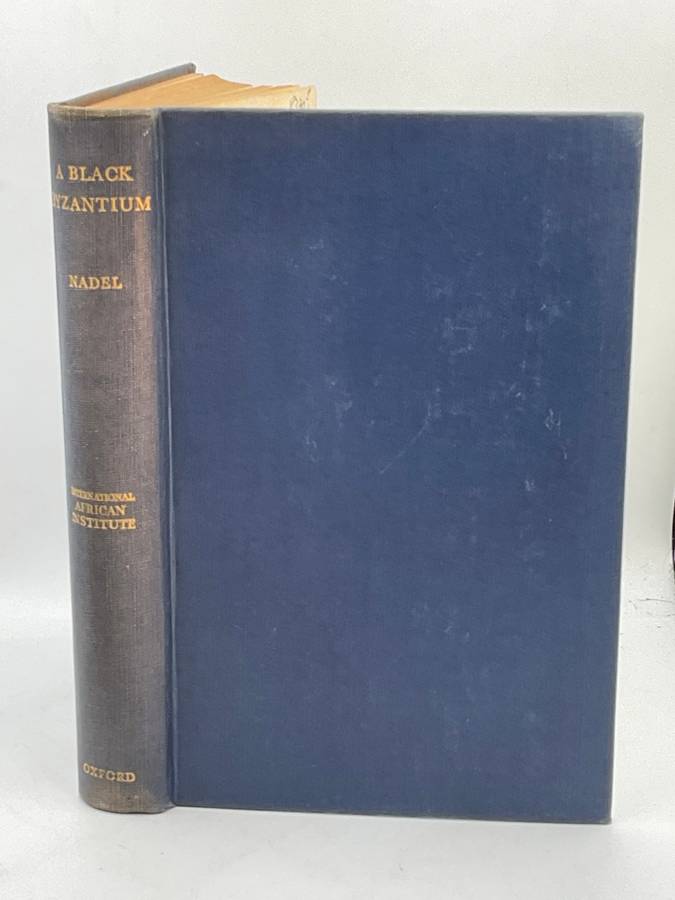 A BLACK
BYZANTIUM
NADEL
INTERNATIONAL
AFRICAN
INSTITUTE
OXFORD